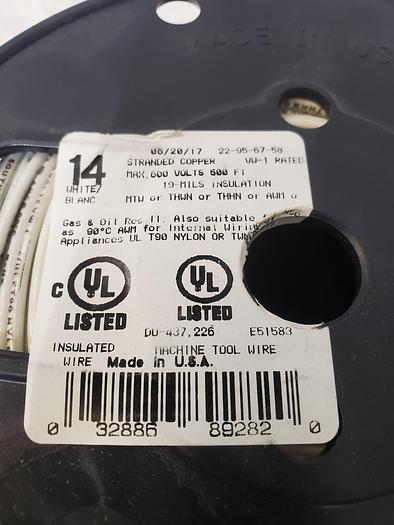 MADE IN US
06/20/17 22-95-67-58
14 STRANDED COPPER VW-1 RATED
MAX. 600 VOLTS 500 FT
WHITE/ 19-MILS INSULATION
BLANC MTW or THWN or THHN or AWM o
Gas & Oil Res II. Also suitable
as 90°C AWM for Internal Wiring
Appliances UL T90 NYLON OR TWN
C UL UL
LISTED LISTED
DU-437,226 E51583
INSULATED MACHINE TOOL WIRE
WIRE Made in U.S.A.
0 32886 89282 0